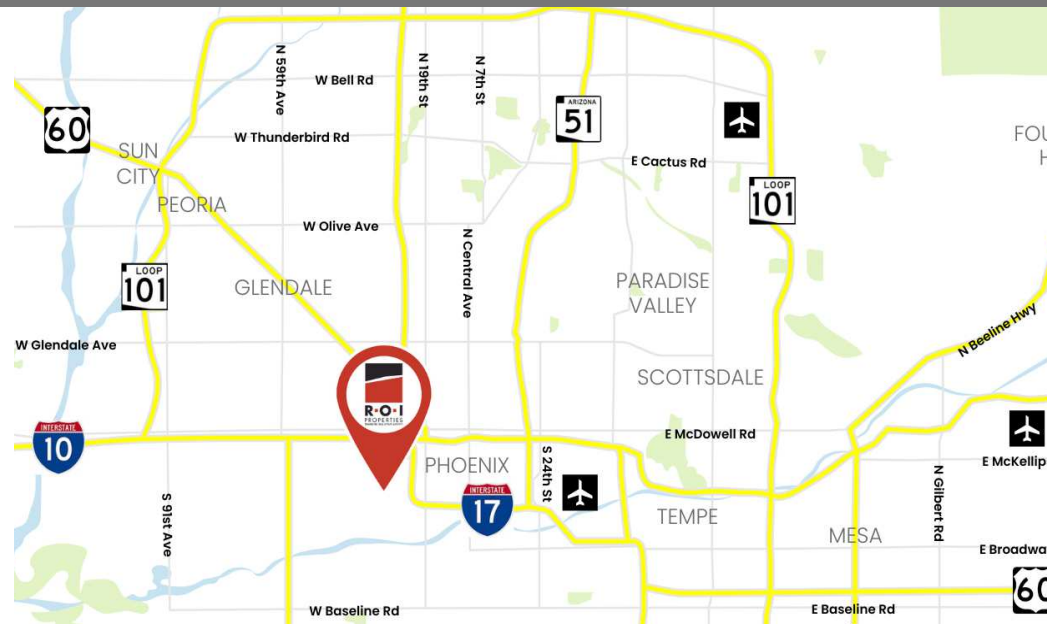 N 59th Ave
N 19th St
N 7th St
W Bell Rd
ARIZONA
51
60
W Thunderbird Rd
SUN
CITY
E Cactus Rd
FOU
H
LOOP
101
PEORIA
W Olive Ave
N Central Ave
LOOP
101
GLENDALE
PARADISE
VALLEY
N Beeline Hwy
W Glendale Ave
SCOTTSDALE
R•O•I
PROPERTIES
INTERSTATE
10
E McDowell Rd
PHOENIX
S 24th St
E McKellip
N Gilbert Rd
INTERSTATE
17
S 91st Ave
TEMPE
MESA
E Broadwa
60
W Baseline Rd
E Baseline Rd